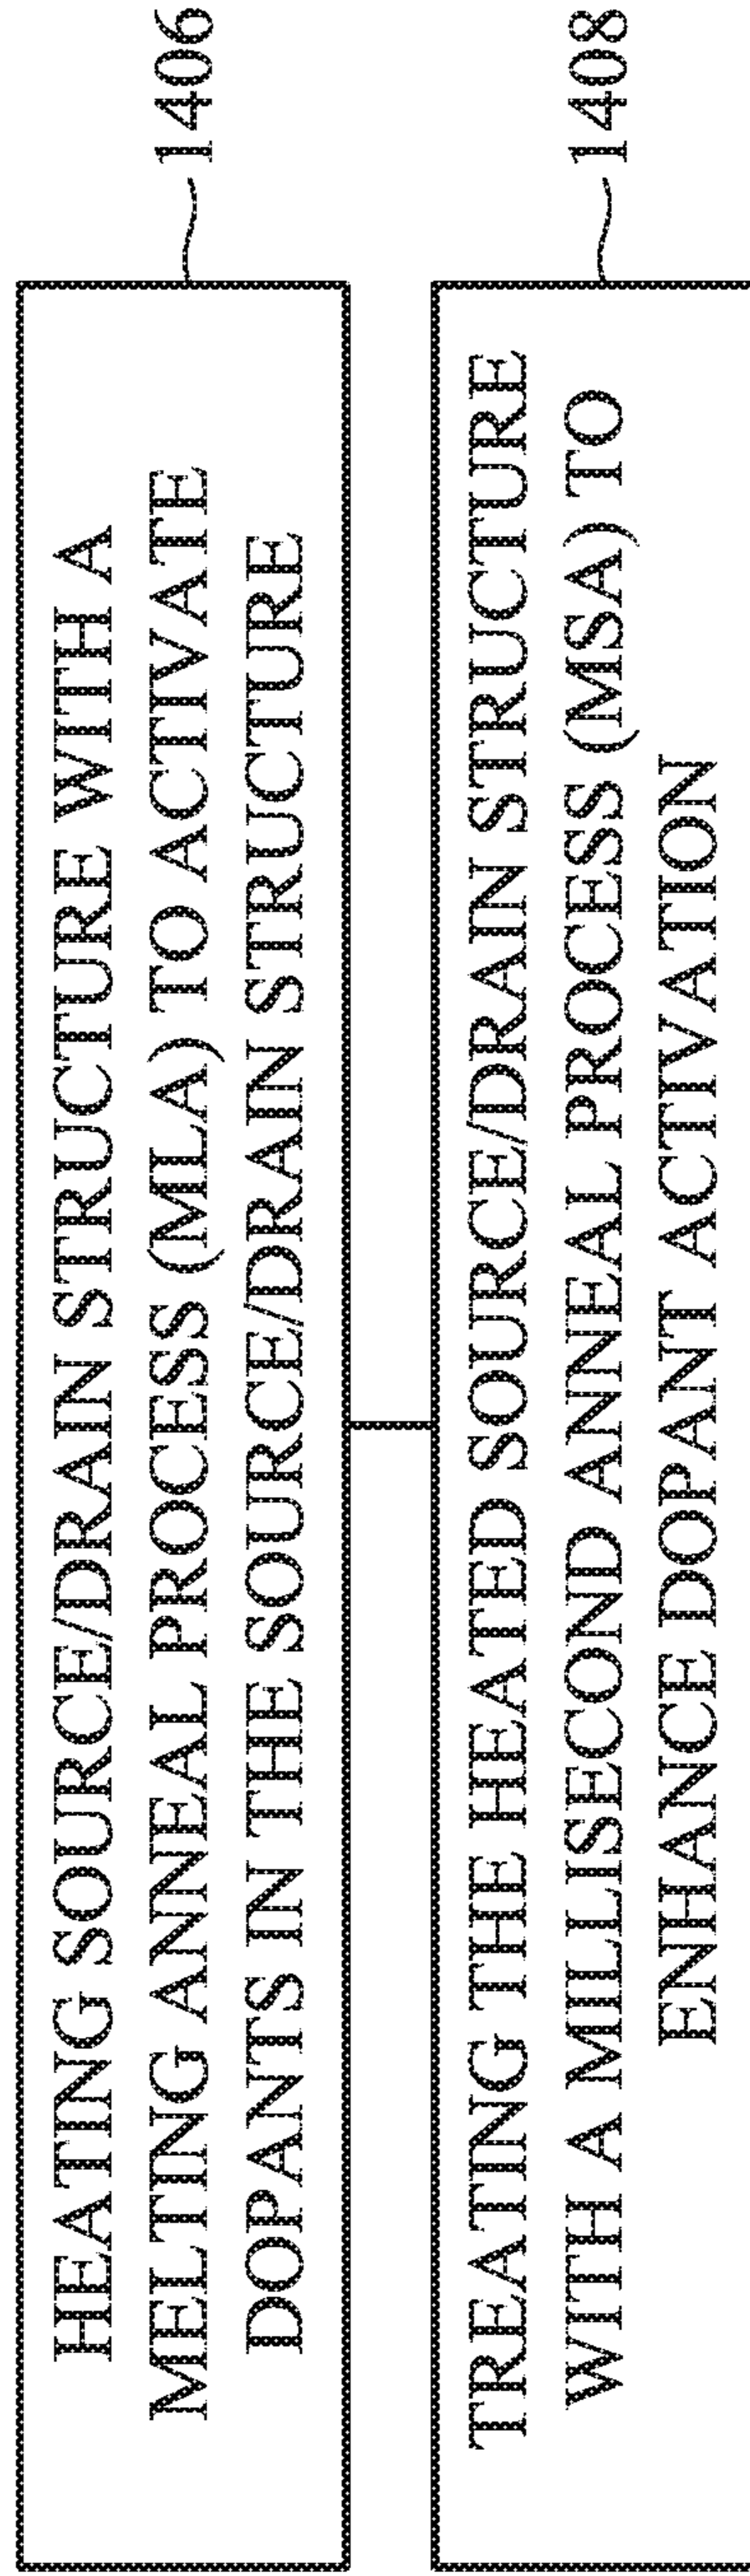 HEATING SOURCE/DRAIN STRUCTURE WITH A
MELTING ANNEAL PROCESS (MLA) TO ACTIVATE
DOPANTS IN THE SOURCE/DRAIN STRUCTURE
1406
TREATING THE HEATED SOURCE/DRAIN STRUCTURE
WITH A MILLISECOND ANNEAL PROCESS (MSA) TO
ENHANCE DOPANT ACTIVATION
1408